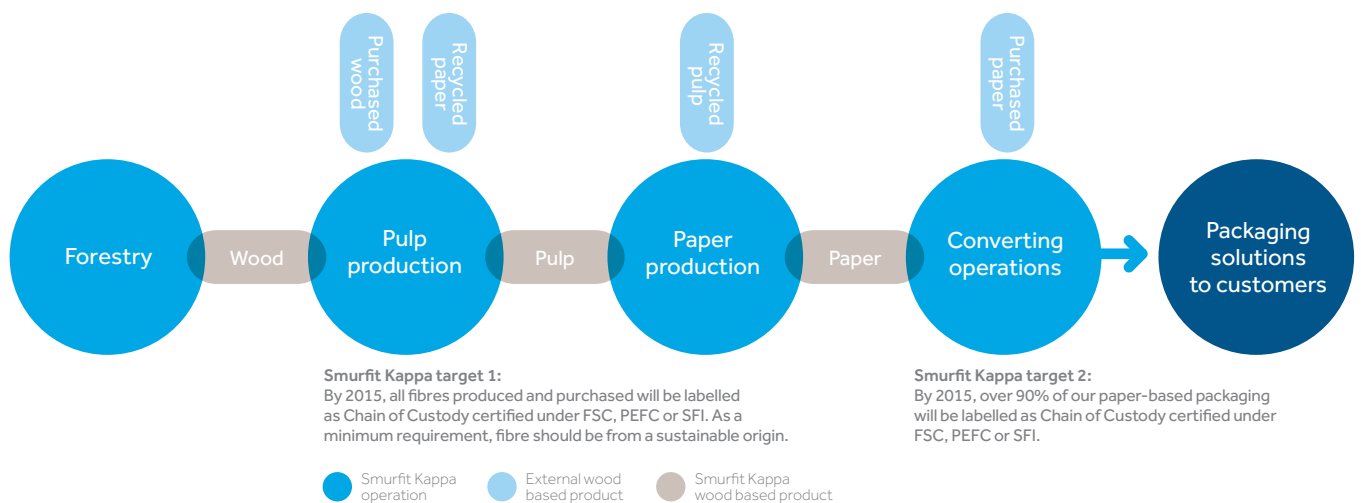 Purchased
wood
Recycled
paper
Recycled
pulp
Purchased
paper
Forestry
Wood
Pulp
production
Pulp
Paper
production
Paper
Converting
operations
Packaging
solutions
to customers
Smurfit Kappa target 1:
By 2015, all fibres produced and purchased will be labelled
as Chain of Custody certified under FSC, PEFC or SFI. As a
minimum requirement, fibre should be from a sustainable origin.
Smurfit Kappa target 2:
By 2015, over 90% of our paper-based packaging
will be labelled as Chain of Custody certified under
FSC, PEFC or SFI.
Smurfit Kappa
operation
External wood
based product
Smurfit Kappa
wood based product